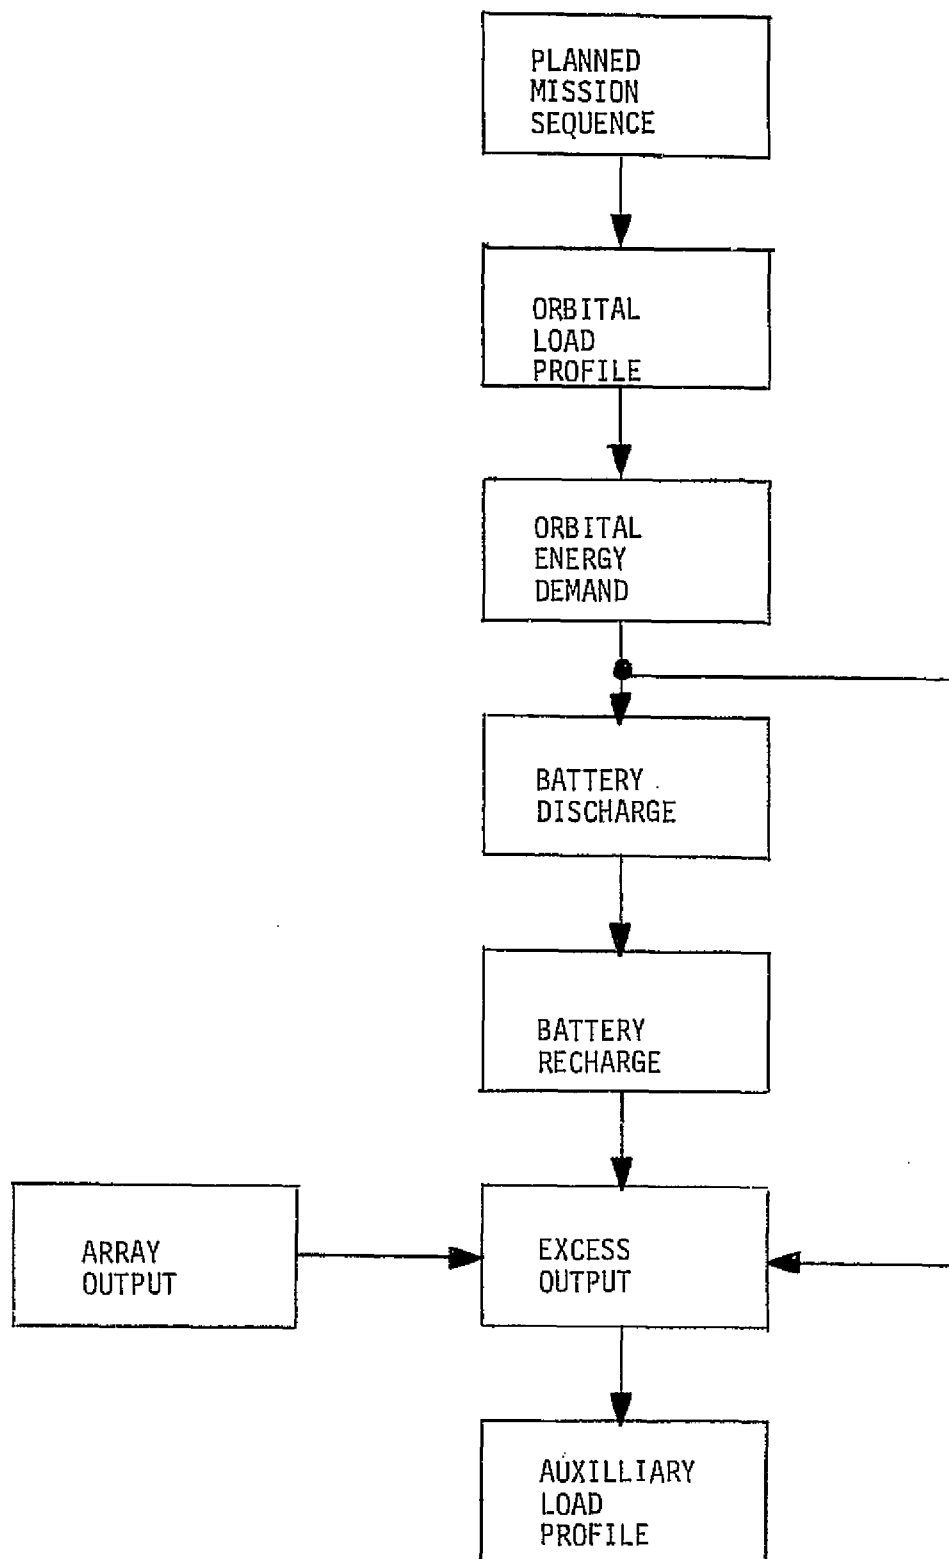 PLANNED
MISSION
SEQUENCE
ORBITAL
LOAD
PROFILE
ORBITAL
ENERGY
DEMAND
BATTERY
DISCHARGE
BATTERY
RECHARGE
ARRAY
OUTPUT
EXCESS
OUTPUT
AUXILLIARY
LOAD
PROFILE